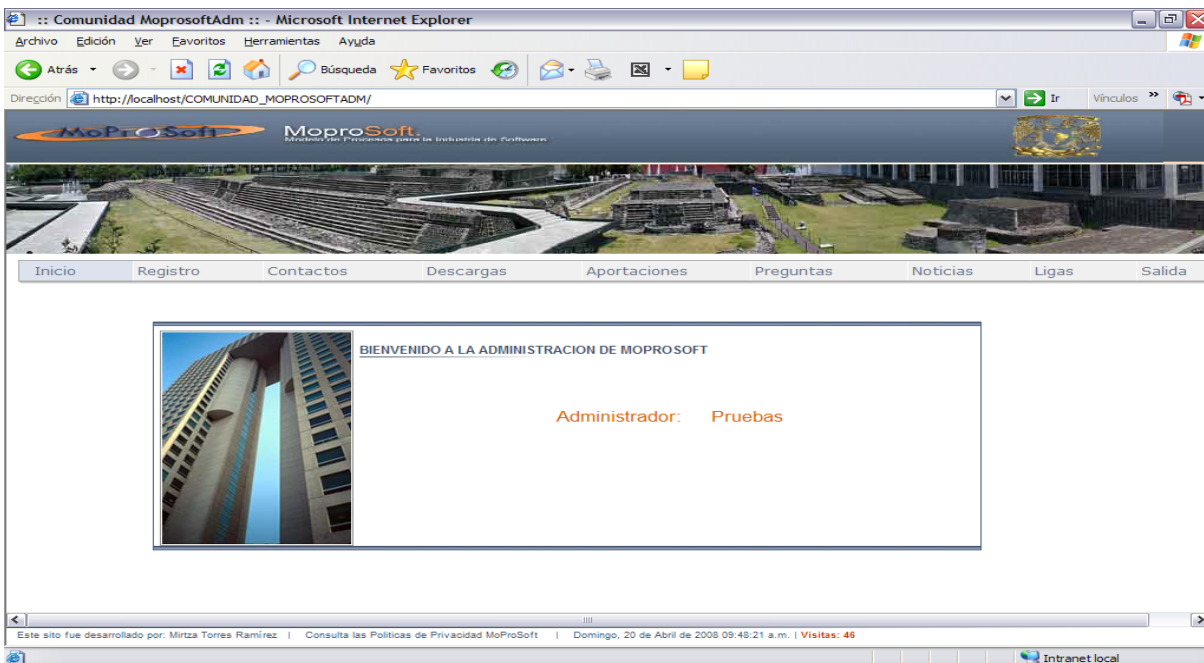 :: Comunidad MoprosoftAdm :: - Microsoft Internet Explorer
Archivo Edición Ver Favoritos Herramientas Ayuda
Atrás Búsqueda Favoritos
Dirección http://localhost/COMUNIDAD_MOPROSOFTADM/ Ir Vínculos »
MoProSoft MoproSoft.
Modelo de Procesos para la Industria de Software
Inicio Registro Contactos Descargas Aportaciones Preguntas Noticias Ligas Salida
BIENVENIDO A LA ADMINISTRACION DE MOPROSOFT
Administrador: Pruebas
Este sito fue desarrollado por: Mirtza Torres Ramírez | Consulta las Politicas de Privacidad MoProSoft | Domingo, 20 de Abril de 2008 09:48:21 a.m. | Visitas: 46
Intranet local